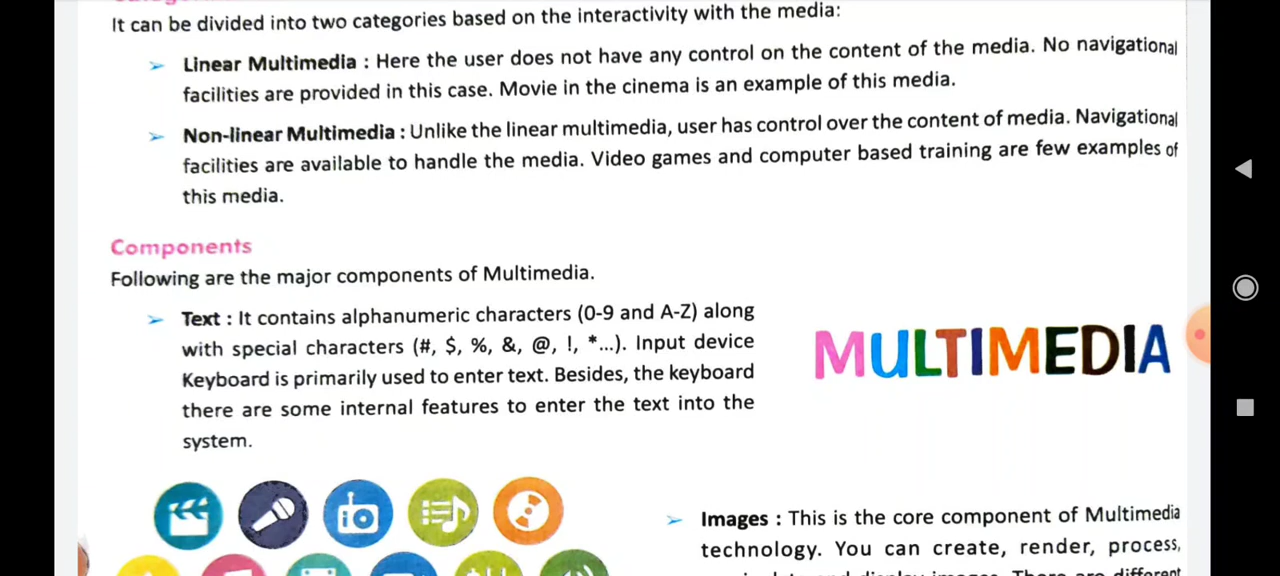 It can be divided into two categories based on the interactivity with the media:
➢ Linear Multimedia : Here the user does not have any control on the content of the media. No navigational
facilities are provided in this case. Movie in the cinema is an example of this media.
➢ Non-linear Multimedia : Unlike the linear multimedia, user has control over the content of media. Navigational
facilities are available to handle the media. Video games and computer based training are few examples of
this media.
Components
Following are the major components of Multimedia.
➢ Text : It contains alphanumeric characters (0-9 and A-Z) along
with special characters (#, $, %, &, @, !, *...). Input device
Keyboard is primarily used to enter text. Besides, the keyboard
there are some internal features to enter the text into the
system.
MULTIMEDIA
➢ Images : This is the core component of Multimedia
technology. You can create, render, process,
display images. There are different